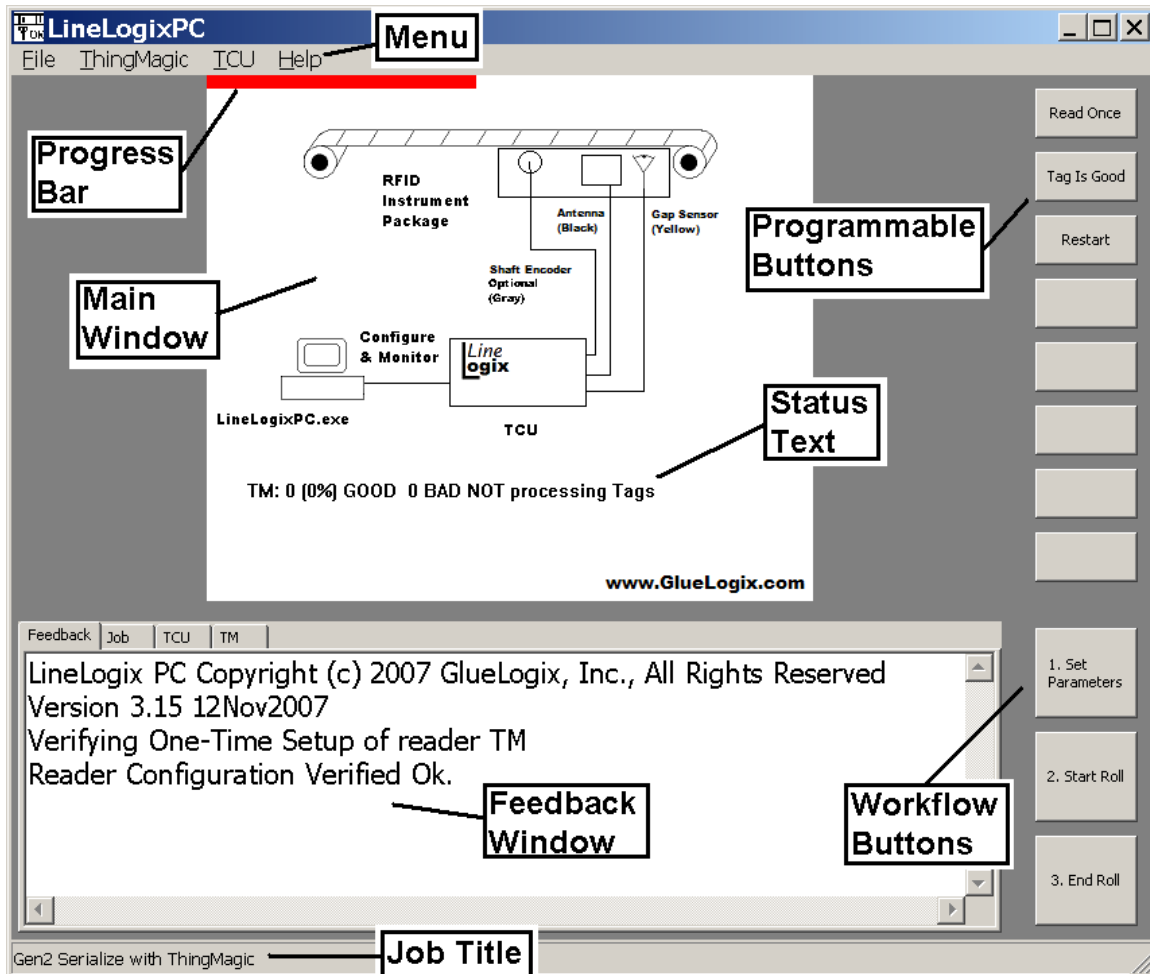 LineLogixPC
Menu
File ThingMagic TCU Help
Progress
Bar
Read Once
Tag Is Good
Restart
Programmable
Buttons
RFID
Instrument
Package
Antenna
(Black)
Gap Sensor
(Yellow)
Shaft Encoder
Optional
(Gray)
Main
Window
Configure
& Monitor
Line
Logix
LineLogixPC.exe
TCU
Status
Text
TM: 0 (0%) GOOD 0 BAD NOT processing Tags
www.GlueLogix.com
Feedback Job TCU TM
LineLogix PC Copyright (c) 2007 GlueLogix, Inc., All Rights Reserved
Version 3.15 12Nov2007
Verifying One-Time Setup of reader TM
Reader Configuration Verified Ok.
Feedback
Window
1. Set
Parameters
2. Start Roll
3. End Roll
Workflow
Buttons
Job Title
Gen2 Serialize with ThingMagic